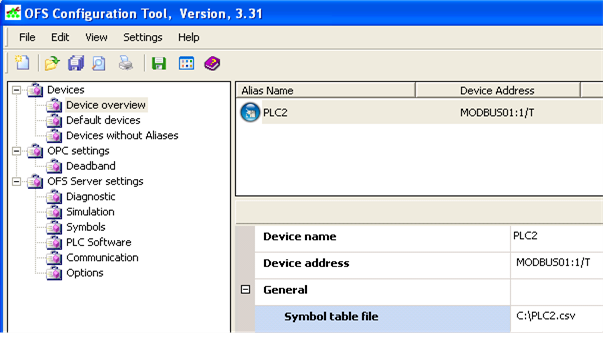 OFS Configuration Tool, Version, 3.31
File Edit View Settings Help
Devices
Device overview
Default devices
Devices without Aliases
OPC settings
Deadband
OFS Server settings
Diagnostic
Simulation
Symbols
PLC Software
Communication
Options
Alias Name Device Address
PLC2 MODBUS01:1/T
Device name PLC2
Device address MODBUS01:1/T
General
Symbol table file C:\PLC2.csv